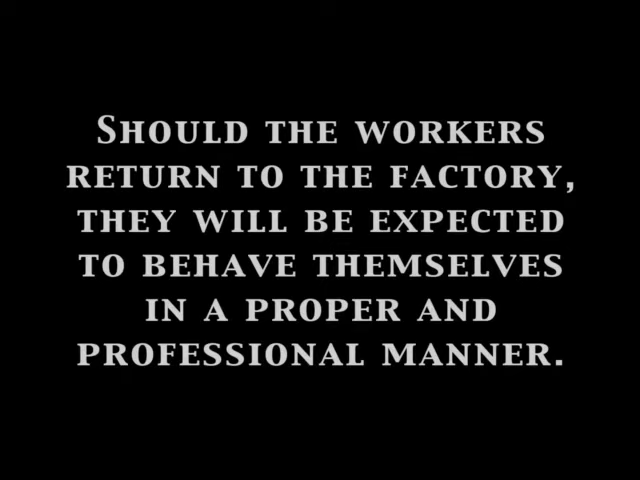 Should the workers
return to the factory,
they will be expected
to behave themselves
in a proper and
professional manner.